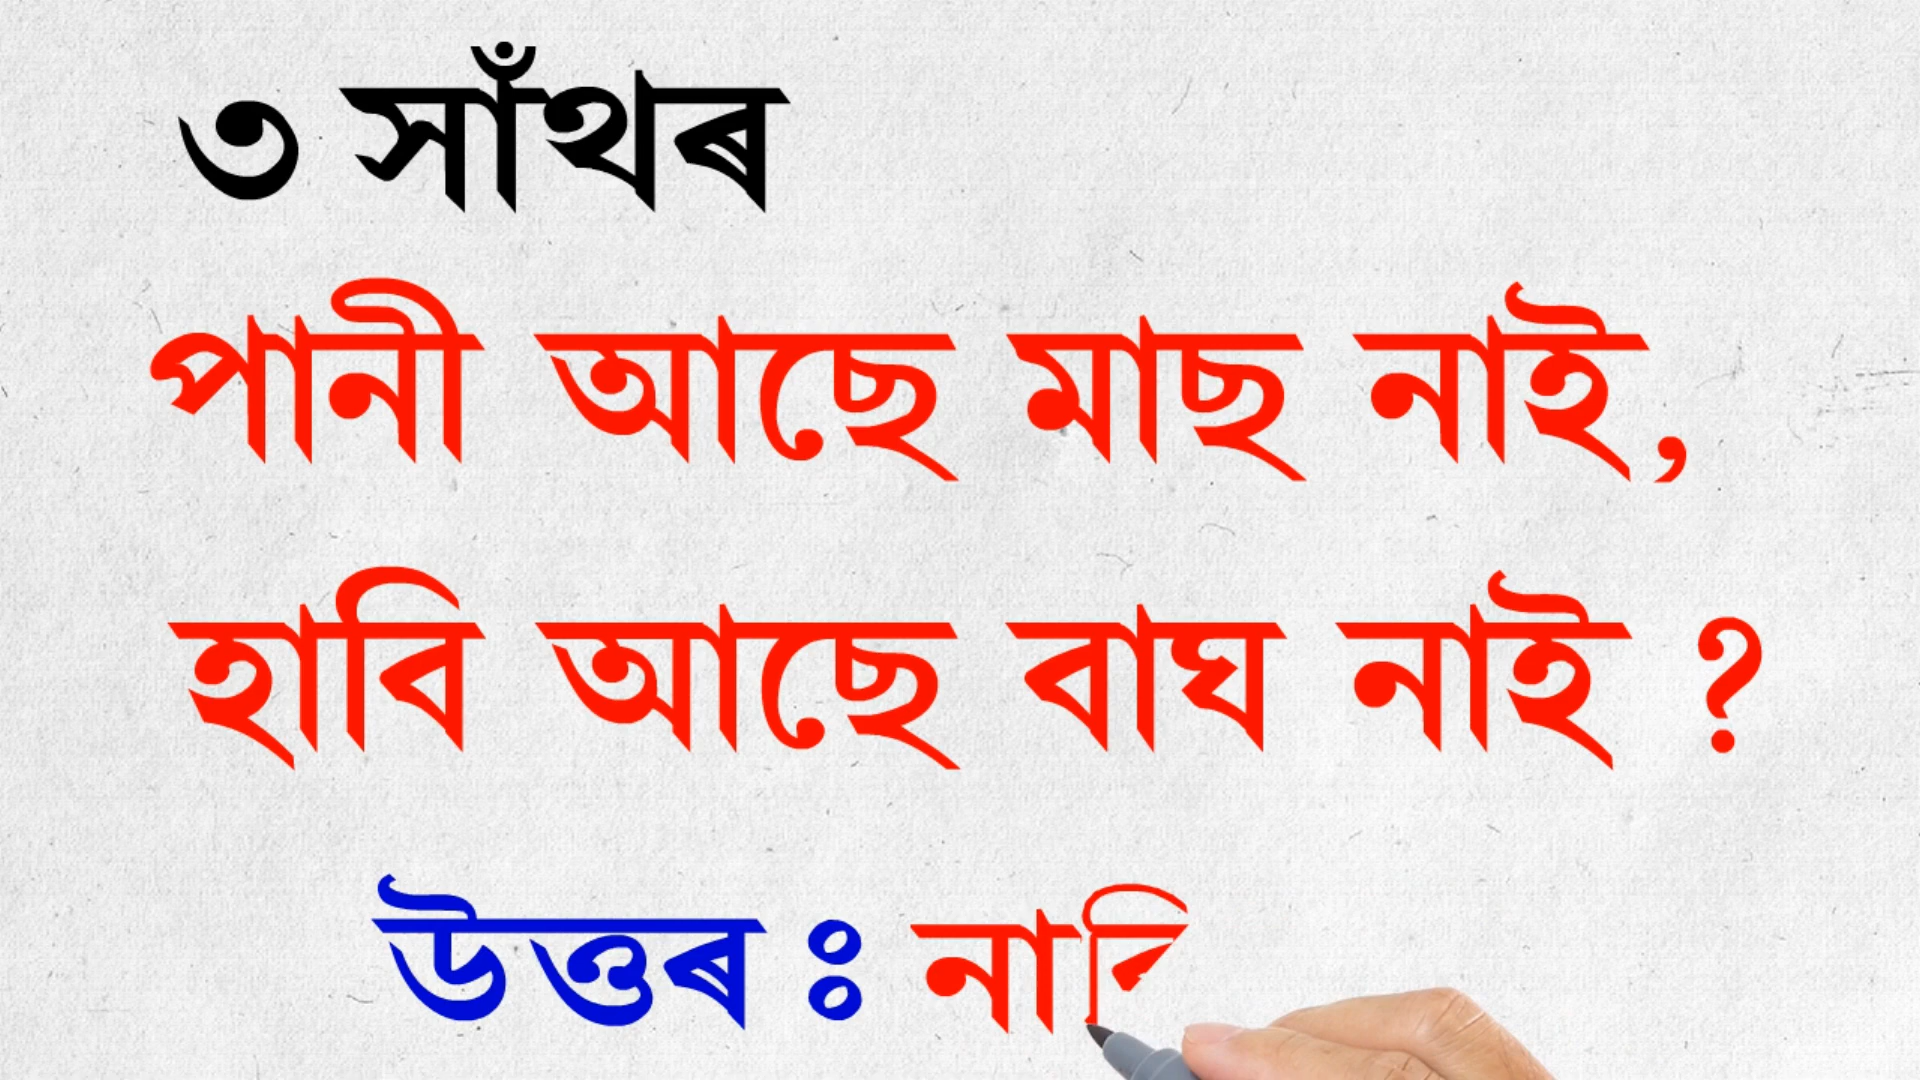 ৩ সাঁথৰ
পানী আছে মাছ নাই,
হাবি আছে বাঘ নাই ?
উত্তৰ ঃ